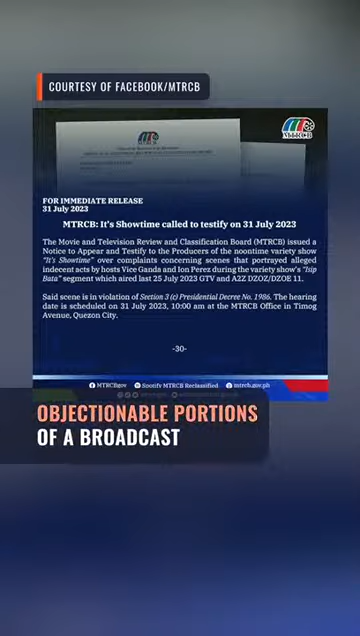 COURTESY OF FACEBOOK/MTRCB
MTRCB
MTRCB
FOR IMMEDIATE RELEASE
31 July 2023
MTRCB: It's Showtime called to testify on 31 July 2023
The Movie and Television Review and Classification Board (MTRCB) issued a
Notice to Appear and Testify to the Producers of the noontime variety show
"It's Showtime" over complaints concerning scenes that portrayed alleged
indecent acts by hosts Vice Ganda and Ion Perez during the variety show's "Isip
Bata" segment which aired last 25 July 2023 GTV and A2Z DZOZ/DZOE 11.
Said scene is in violation of Section 3 (c) Presidential Decree No. 1986. The hearing
date is scheduled on 31 July 2023, 10:00 am at the MTRCB Office in Timog
Avenue, Quezon City.
-30-
MTRCBgov
Spotify MTRCB Reclassified
mtrcb.gov.ph
OBJECTIONABLE PORTIONS
OF A BROADCAST